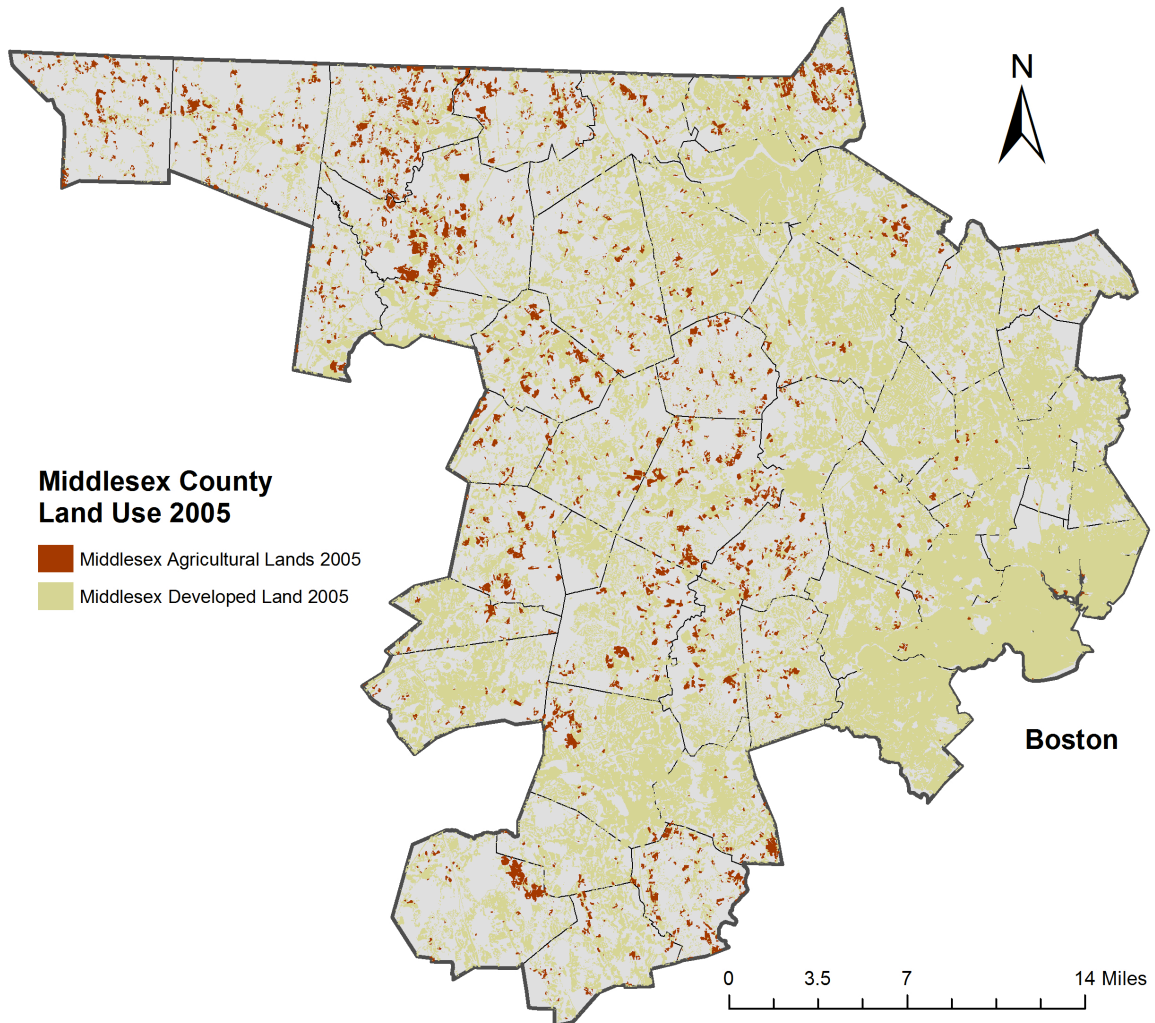 N
Middlesex County
Land Use 2005
Middlesex Agricultural Lands 2005
Middlesex Developed Land 2005
Boston
0 3.5 7 14 Miles